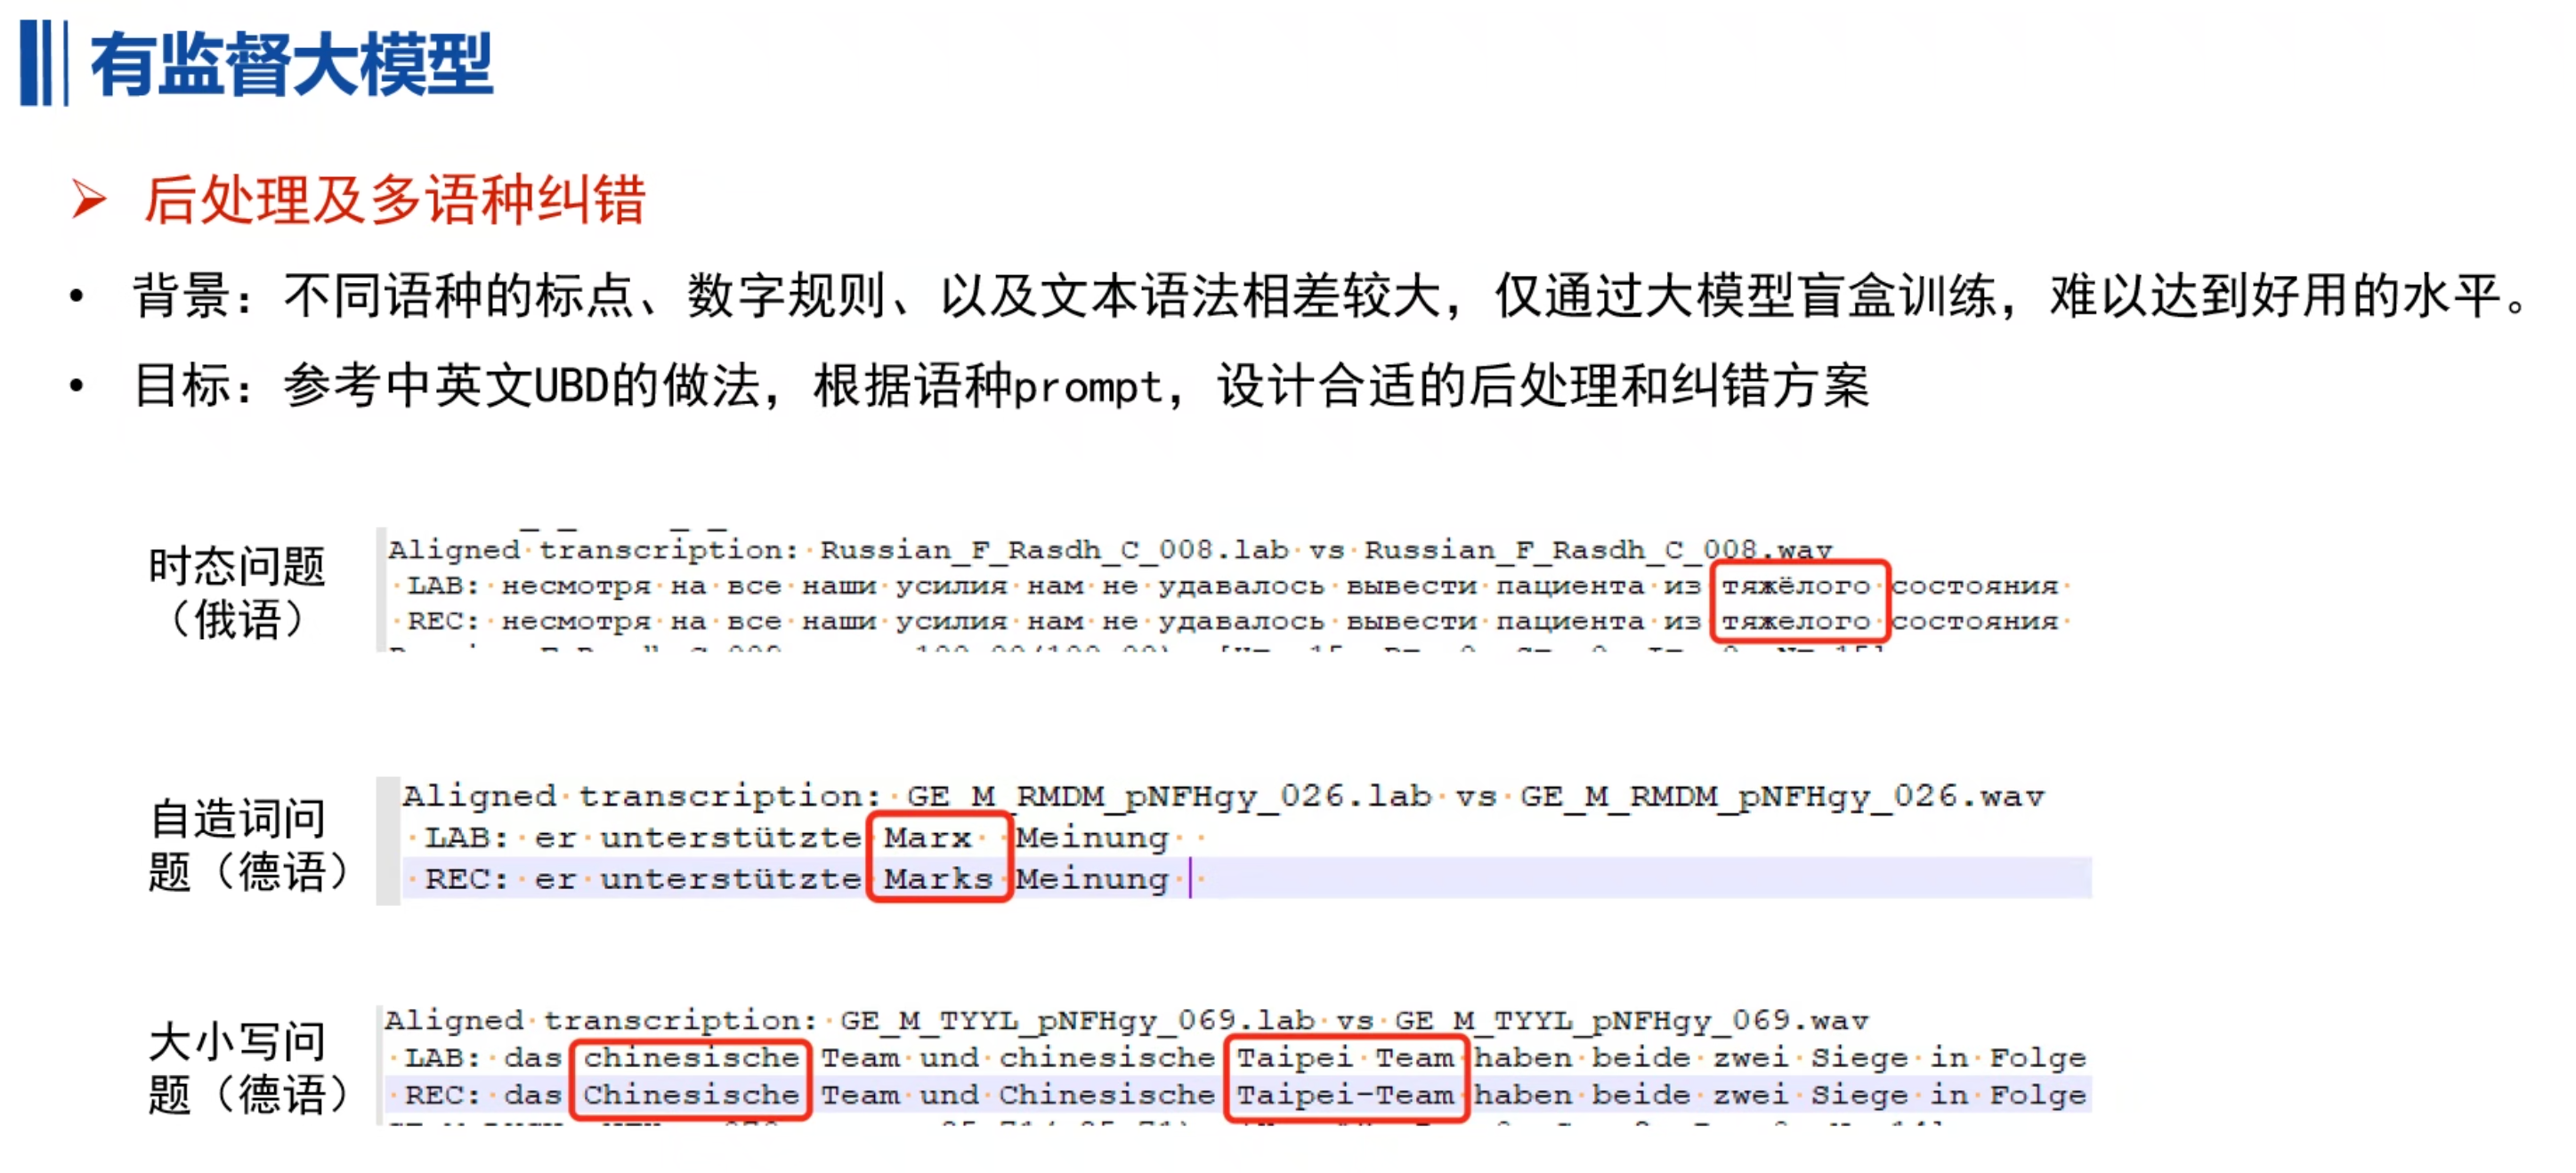 有监督大模型
后处理及多语种纠错
背景：不同语种的标点、数字规则、以及文本语法相差较大，仅通过大模型盲盒训练，难以达到好用的水平。
目标：参考中英文UBD的做法，根据语种prompt，设计合适的后处理和纠错方案
时态问题
（俄语）
Aligned transcription: Russian_F_Rasdh_C_008.lab vs Russian_F_Rasdh_C_008.wav
LAB: несмотря на все наши усилия нам не удавалось вывести пациента из тяжёлого состояния
REC: несмотря на все наши усилия нам не удавалось вывести пациента из тяжелого состояния
自造词问
题（德语）
Aligned transcription: GE_M_RMDM_pNFHgy_026.lab vs GE_M_RMDM_pNFHgy_026.wav
LAB: er unterstützte Marx Meinung
REC: er unterstützte Marks Meinung
大小写问
题（德语）
Aligned transcription: GE_M_TYYL_pNFHgy_069.lab vs GE_M_TYYL_pNFHgy_069.wav
LAB: das chinesische Team und chinesische Taipei Team haben beide zwei Siege in Folge
REC: das Chinesische Team und Chinesische Taipei-Team haben beide zwei Siege in Folge